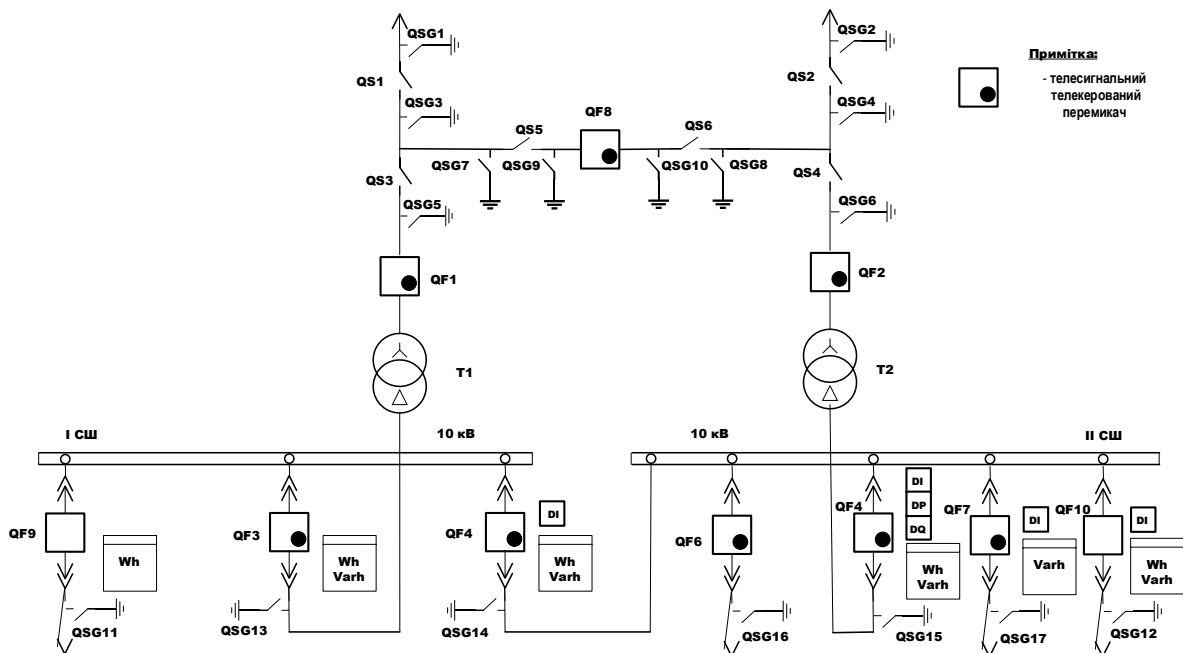 QSG1
QSG2
Примітка:
QS1
QS2
- телесигнальний
телекерований
перемикач
QSG3
QSG4
QS5
QF8
QS6
QSG7
QSG9
QSG10
QSG8
QS3
QS4
QSG5
QSG6
QF1
QF2
T1
T2
I СШ
10 кВ
10 кВ
II СШ
QF9
Wh
QF3
Wh
Varh
QF4
DI
Wh
Varh
QF6
QF4
DI
DP
DQ
Wh
Varh
QF7
DI
Varh
QF10
DI
Wh
Varh
QSG11
QSG13
QSG14
QSG16
QSG15
QSG17
QSG12